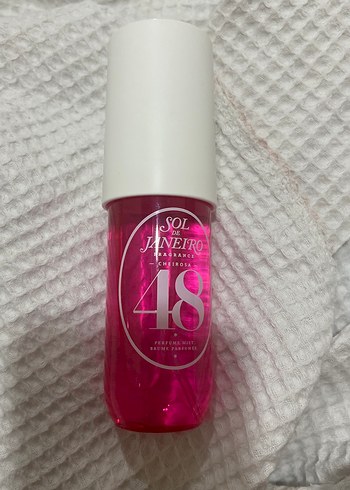 SOL
DE
JANEIRO
FRAGRANCE
— CHEIROSA —
48
PERFUME MIST
BRUME PARFUMÉE